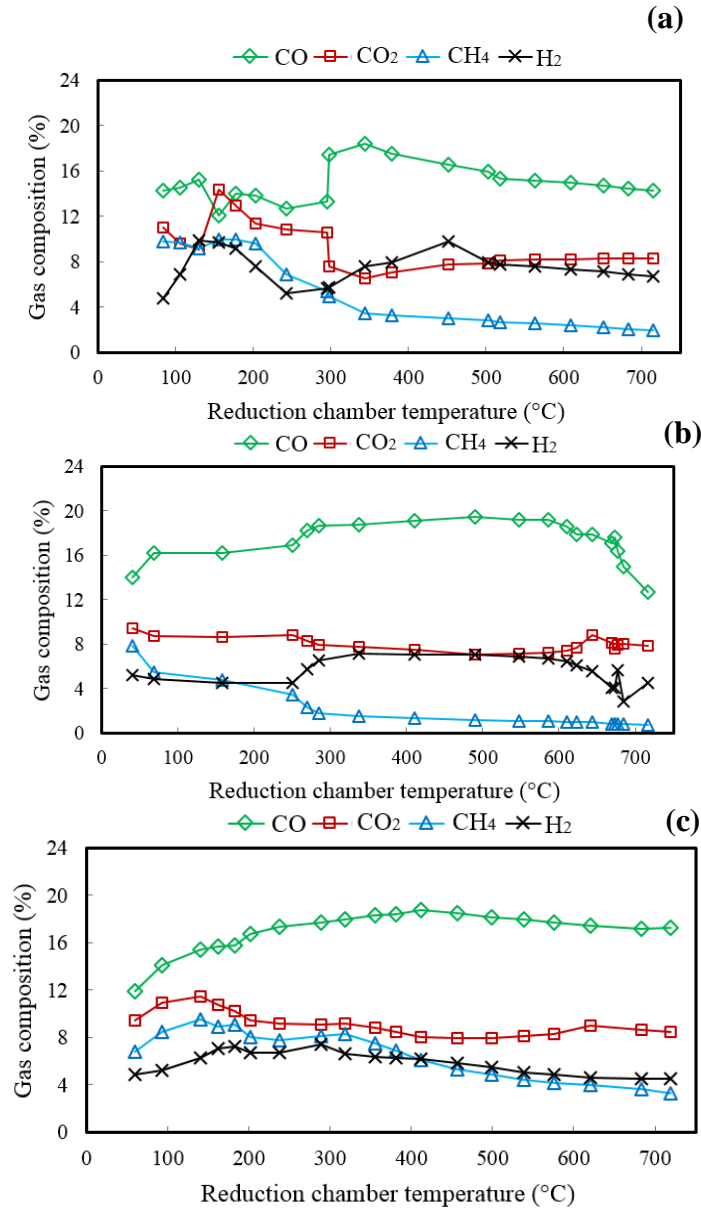 (a)
CO CO₂ CH₄ H₂
24
20
16
12
8
4
0
0 100 200 300 400 500 600 700
Gas composition (%)
Reduction chamber temperature (°C)
(b)
CO CO₂ CH₄ H₂
24
20
16
12
8
4
0
0 100 200 300 400 500 600 700
Gas composition (%)
Reduction chamber temperature (°C)
(c)
CO CO₂ CH₄ H₂
24
20
16
12
8
4
0
0 100 200 300 400 500 600 700
Gas composition (%)
Reduction chamber temperature (°C)